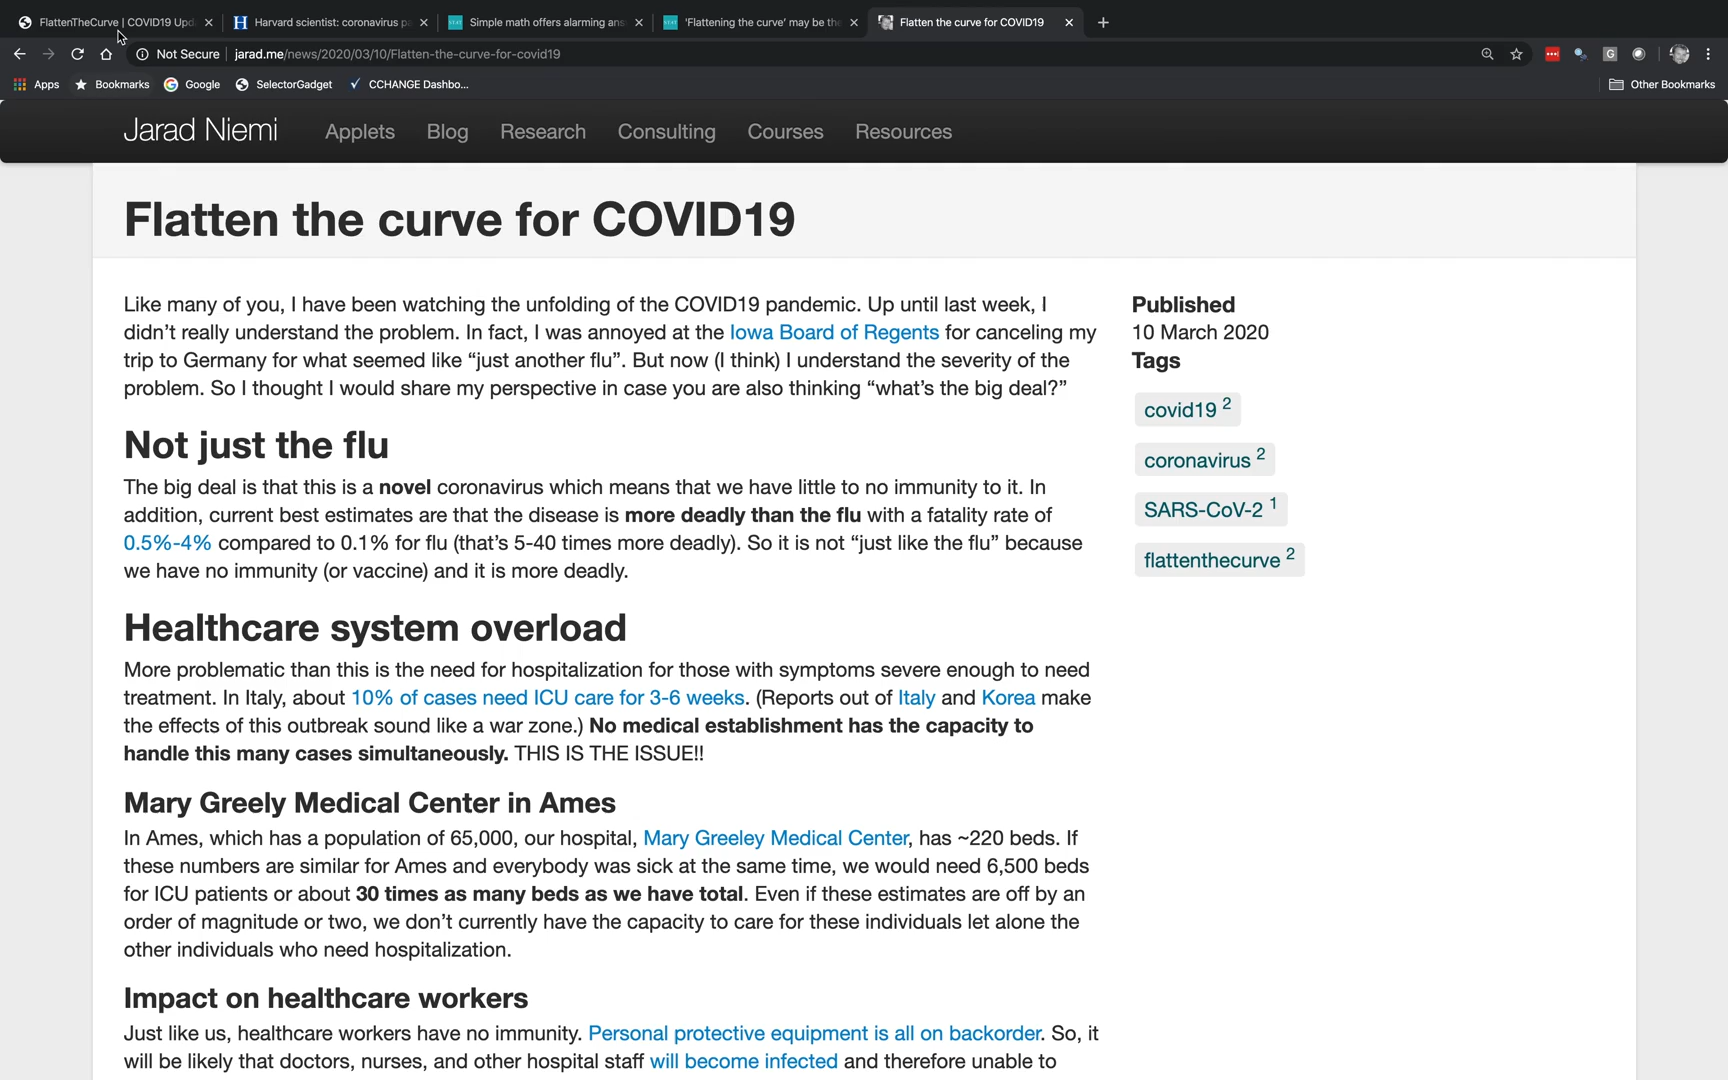 FlattenTheCurve | COVID19 Upd
Harvard scientist: coronavirus pa
Simple math offers alarming ans
'Flattening the curve' may be the
Flatten the curve for COVID19
Not Secure | jarad.me/news/2020/03/10/Flatten-the-curve-for-covid19
Apps Bookmarks Google SelectorGadget CCHANGE Dashbo... Other Bookmarks
Jarad Niemi Applets Blog Research Consulting Courses Resources
Flatten the curve for COVID19
Like many of you, I have been watching the unfolding of the COVID19 pandemic. Up until last week, I
didn't really understand the problem. In fact, I was annoyed at the Iowa Board of Regents for canceling my
trip to Germany for what seemed like “just another flu”. But now (I think) I understand the severity of the
problem. So I thought I would share my perspective in case you are also thinking “what's the big deal?”
Published
10 March 2020
Tags
covid19 2
coronavirus 2
SARS-CoV-2 1
flattenthecurve 2
Not just the flu
The big deal is that this is a novel coronavirus which means that we have little to no immunity to it. In
addition, current best estimates are that the disease is more deadly than the flu with a fatality rate of
0.5%-4% compared to 0.1% for flu (that's 5-40 times more deadly). So it is not “just like the flu” because
we have no immunity (or vaccine) and it is more deadly.
Healthcare system overload
More problematic than this is the need for hospitalization for those with symptoms severe enough to need
treatment. In Italy, about 10% of cases need ICU care for 3-6 weeks. (Reports out of Italy and Korea make
the effects of this outbreak sound like a war zone.) No medical establishment has the capacity to
handle this many cases simultaneously. THIS IS THE ISSUE!!
Mary Greely Medical Center in Ames
In Ames, which has a population of 65,000, our hospital, Mary Greeley Medical Center, has ~220 beds. If
these numbers are similar for Ames and everybody was sick at the same time, we would need 6,500 beds
for ICU patients or about 30 times as many beds as we have total. Even if these estimates are off by an
order of magnitude or two, we don't currently have the capacity to care for these individuals let alone the
other individuals who need hospitalization.
Impact on healthcare workers
Just like us, healthcare workers have no immunity. Personal protective equipment is all on backorder. So, it
will be likely that doctors, nurses, and other hospital staff will become infected and therefore unable to